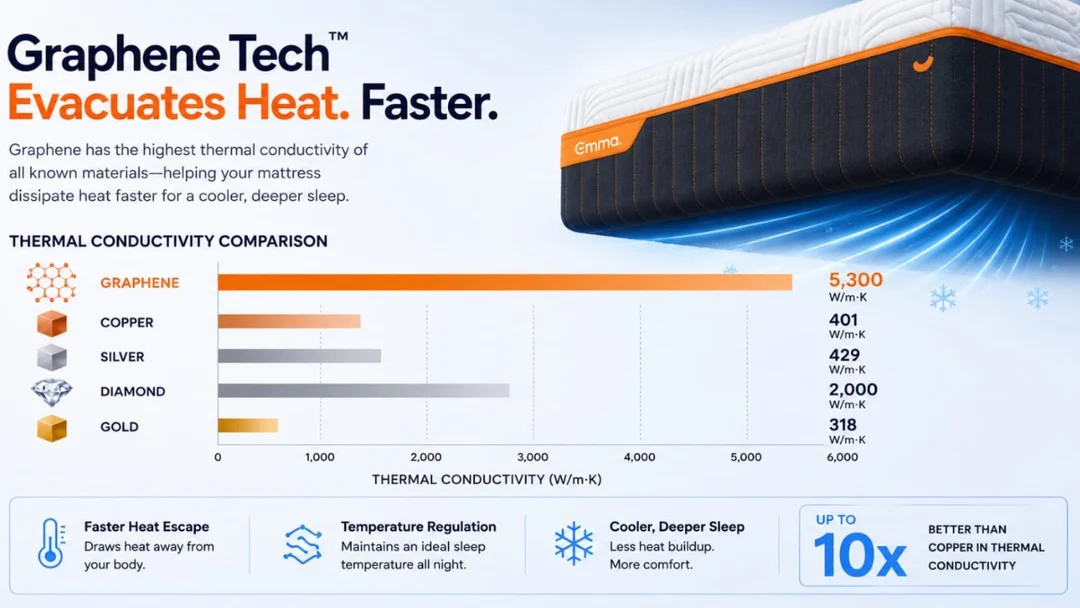 Graphene Tech™
Evacuates Heat. Faster.
Graphene has the highest thermal conductivity of
all known materials—helping your mattress
dissipate heat faster for a cooler, deeper sleep.
Emma.
THERMAL CONDUCTIVITY COMPARISON
GRAPHENE
5,300
W/m·K
COPPER
401
W/m·K
SILVER
429
W/m·K
DIAMOND
2,000
W/m·K
GOLD
318
W/m·K
0 1,000 2,000 3,000 4,000 5,000 6,000
THERMAL CONDUCTIVITY (W/m·K)
Faster Heat Escape
Draws heat away from
your body.
Temperature Regulation
Maintains an ideal sleep
temperature all night.
Cooler, Deeper Sleep
Less heat buildup.
More comfort.
UP TO
10x
BETTER THAN
COPPER IN THERMAL
CONDUCTIVITY